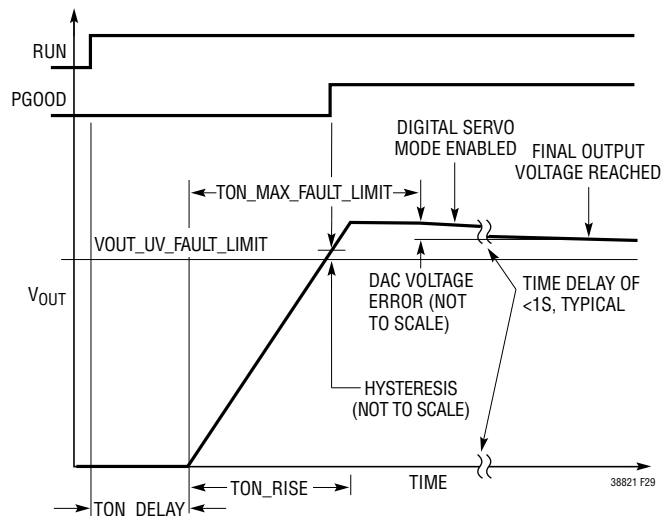 RUN
PGOOD
DIGITAL SERVO
MODE ENABLED
FINAL OUTPUT
VOLTAGE REACHED
TON_MAX_FAULT_LIMIT
VOUT_UV_FAULT_LIMIT
VOUT
DAC VOLTAGE
ERROR (NOT
TO SCALE)
TIME DELAY OF
<1S, TYPICAL
HYSTERESIS
(NOT TO SCALE)
TON_RISE
TIME
38821 F29
TON_DELAY